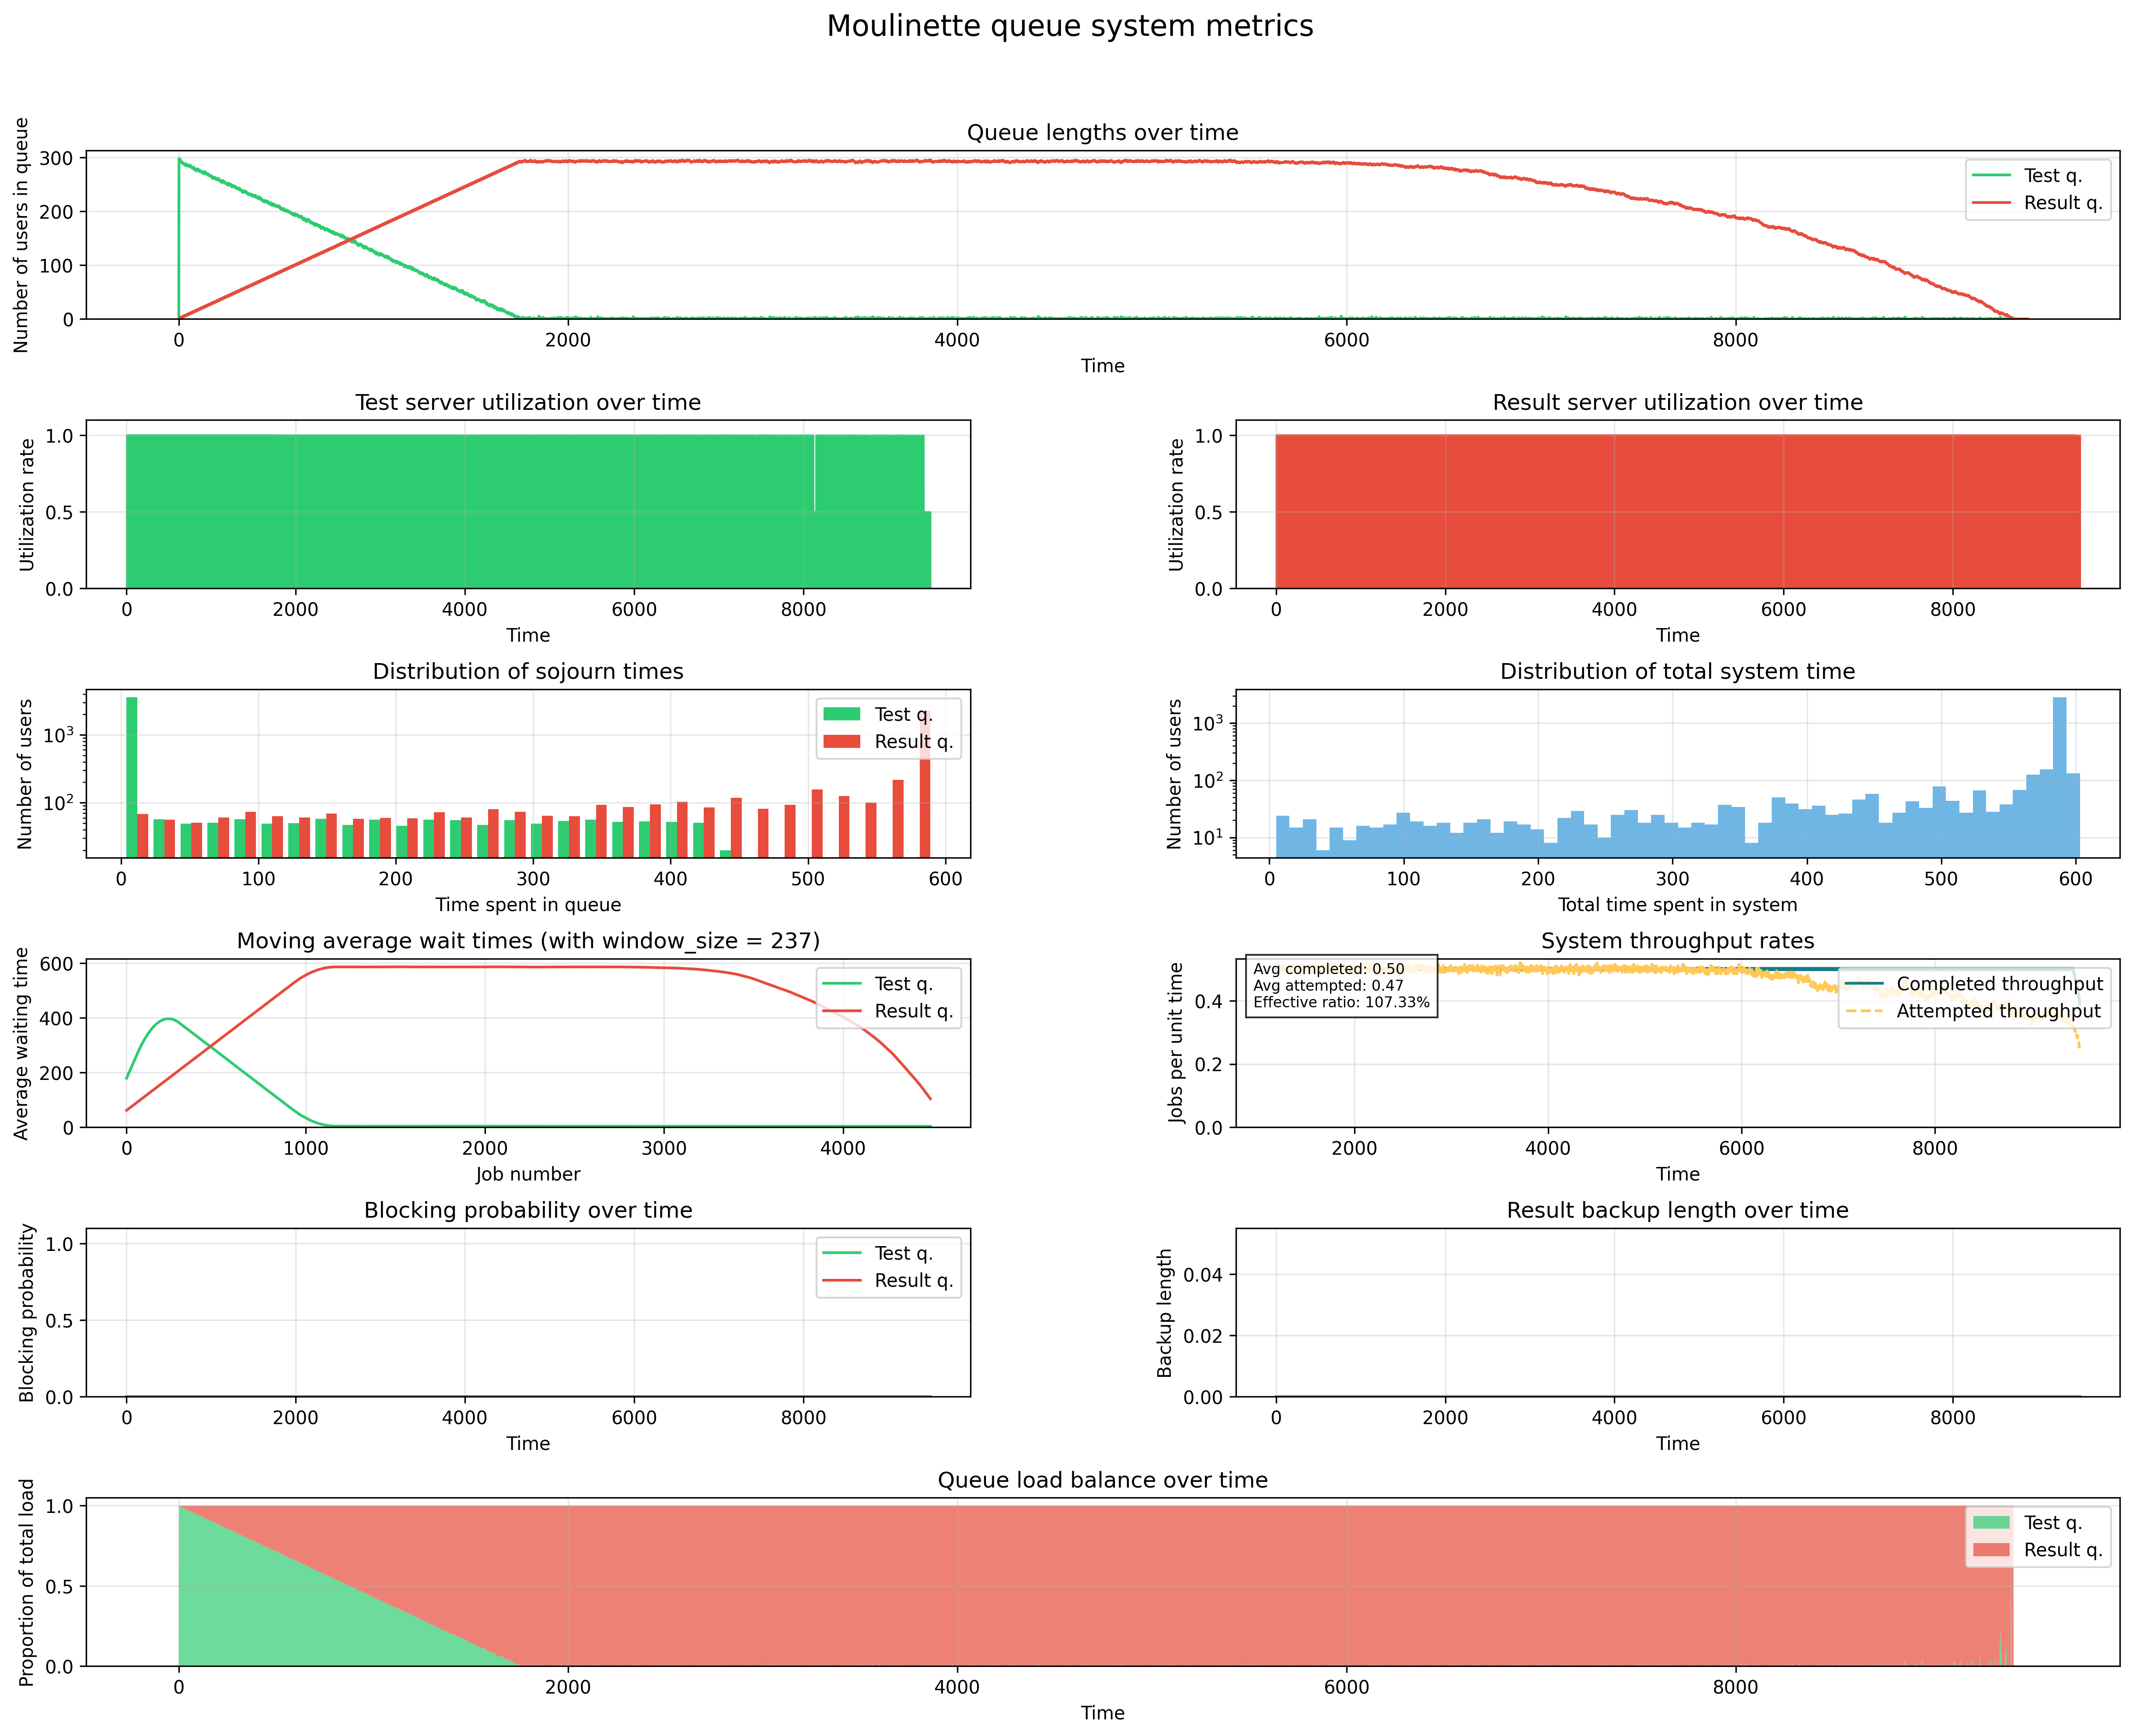 Moulinette queue system metrics
Queue lengths over time
Number of users in queue
300
200
100
0
Test q.
Result q.
0 2000 4000 6000 8000
Time
Test server utilization over time
Utilization rate
1.0
0.5
0.0
0 2000 4000 6000 8000
Time
Result server utilization over time
Utilization rate
1.0
0.5
0.0
0 2000 4000 6000 8000
Time
Distribution of sojourn times
Number of users
10³
10²
Test q.
Result q.
0 100 200 300 400 500 600
Time spent in queue
Distribution of total system time
Number of users
10³
10²
10¹
0 100 200 300 400 500 600
Total time spent in system
Moving average wait times (with window_size = 237)
Average waiting time
600
400
200
0
Test q.
Result q.
0 1000 2000 3000 4000
Job number
System throughput rates
Jobs per unit time
0.4
0.2
0.0
Avg completed: 0.50
Avg attempted: 0.47
Effective ratio: 107.33%
Completed throughput
Attempted throughput
2000 4000 6000 8000
Time
Blocking probability over time
Blocking probability
1.0
0.5
0.0
Test q.
Result q.
0 2000 4000 6000 8000
Time
Result backup length over time
Backup length
0.04
0.02
0.00
0 2000 4000 6000 8000
Time
Queue load balance over time
Proportion of total load
1.0
0.5
0.0
Test q.
Result q.
0 2000 4000 6000 8000
Time